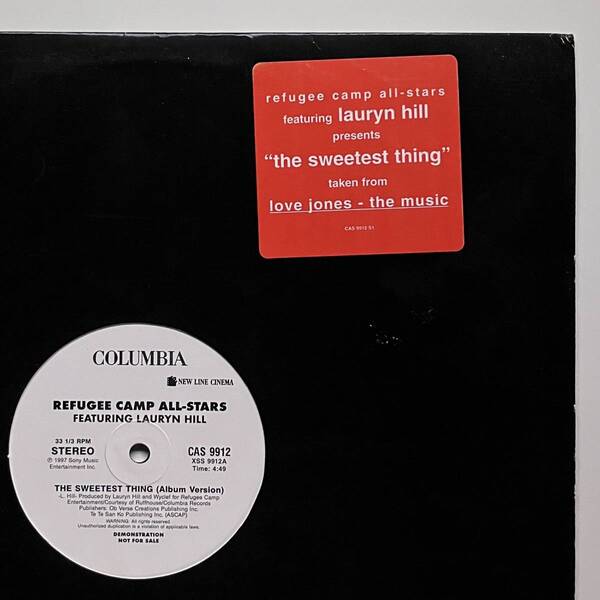 refugee camp all-stars
featuring lauryn hill
presents
“the sweetest thing”
taken from
love jones - the music
CAS 9912 S1
COLUMBIA
NEW LINE CINEMA
REFUGEE CAMP ALL-STARS
FEATURING LAURYN HILL
33 1/3 RPM
STEREO
℗ 1997 Sony Music
Entertainment Inc.
CAS 9912
XSS 9912A
Time: 4:49
THE SWEETEST THING (Album Version)
-L. Hill- Produced by Lauryn Hill and Wyclef for Refugee Camp
Entertainment/Courtesy of Ruffhouse/Columbia Records
Publishers: Ob Verse Creations Publishing Inc.
Te Te San Ko Publishing Inc. (ASCAP)
WARNING: All rights reserved.
Unauthorized duplication is a violation of applicable laws.
DEMONSTRATION
NOT FOR SALE